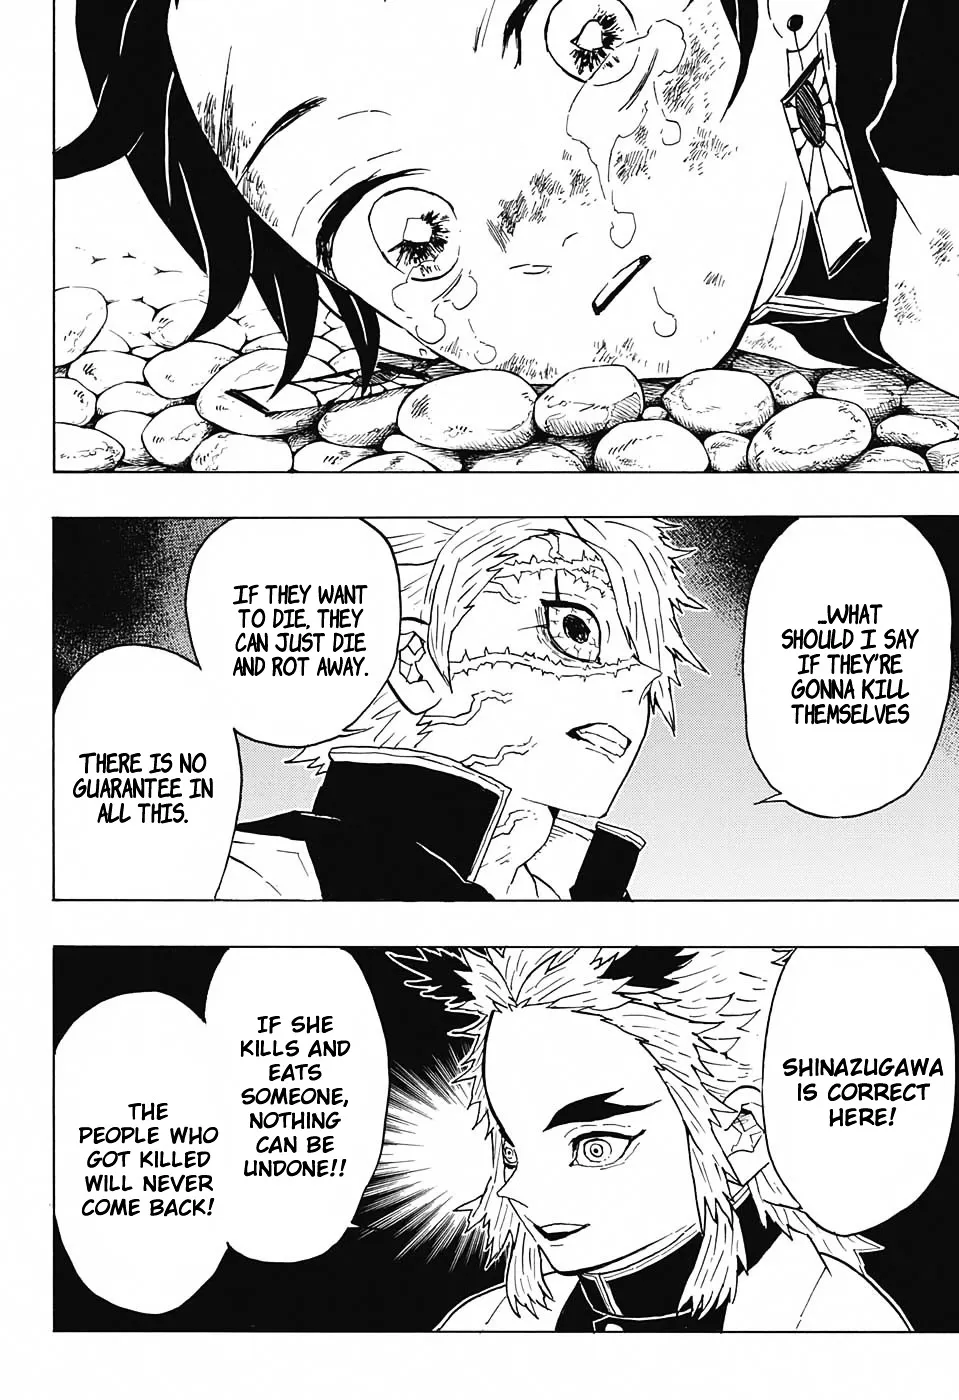 ...WHAT
SHOULD I SAY
IF THEY'RE
GONNA KILL
THEMSELVES
IF THEY WANT
TO DIE, THEY
CAN JUST DIE
AND ROT AWAY.
THERE IS NO
GUARANTEE IN
ALL THIS.
SHINAZUGAWA
IS CORRECT
HERE!
IF SHE
KILLS AND
EATS
SOMEONE,
NOTHING
CAN BE
UNDONE!!
THE
PEOPLE WHO
GOT KILLED
WILL NEVER
COME BACK!